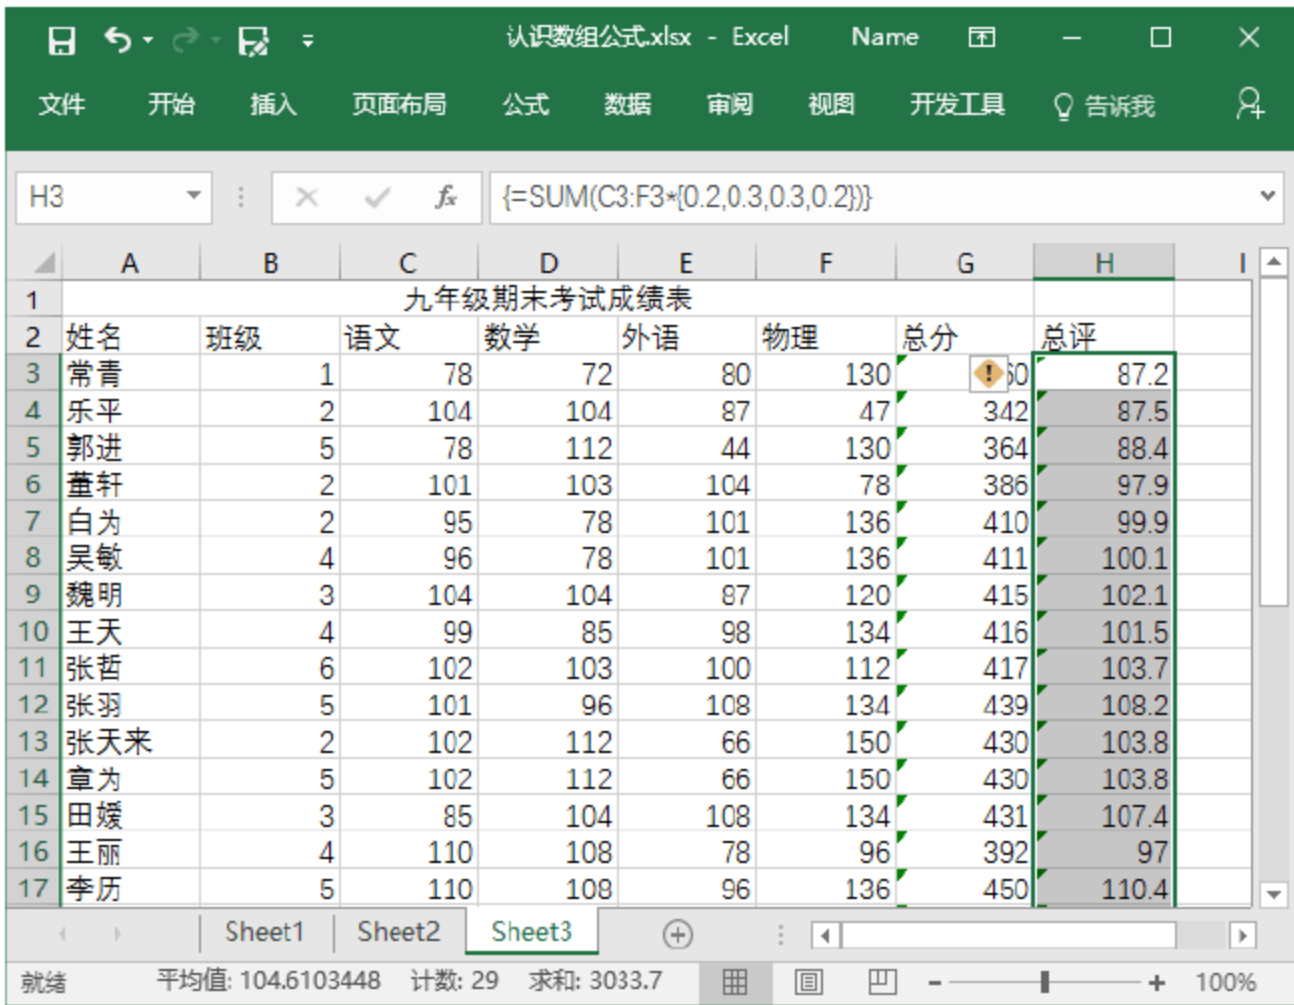 认识数组公式.xlsx - Excel Name
文件 开始 插入 页面布局 公式 数据 审阅 视图 开发工具 告诉我
H3 fx {=SUM(C3:F3*{0.2,0.3,0.3,0.2})}
A B C D E F G H I
1 九年级期末考试成绩表
2 姓名 班级 语文 数学 外语 物理 总分 总评
3 常青 1 78 72 80 130 60 87.2
4 乐平 2 104 104 87 47 342 87.5
5 郭进 5 78 112 44 130 364 88.4
6 董轩 2 101 103 104 78 386 97.9
7 白为 2 95 78 101 136 410 99.9
8 吴敏 4 96 78 101 136 411 100.1
9 魏明 3 104 104 87 120 415 102.1
10 王天 4 99 85 98 134 416 101.5
11 张哲 6 102 103 100 112 417 103.7
12 张羽 5 101 96 108 134 439 108.2
13 张天来 2 102 112 66 150 430 103.8
14 章为 5 102 112 66 150 430 103.8
15 田媛 3 85 104 108 134 431 107.4
16 王丽 4 110 108 78 96 392 97
17 李历 5 110 108 96 136 450 110.4
Sheet1 Sheet2 Sheet3
就绪 平均值: 104.6103448 计数: 29 求和: 3033.7 100%